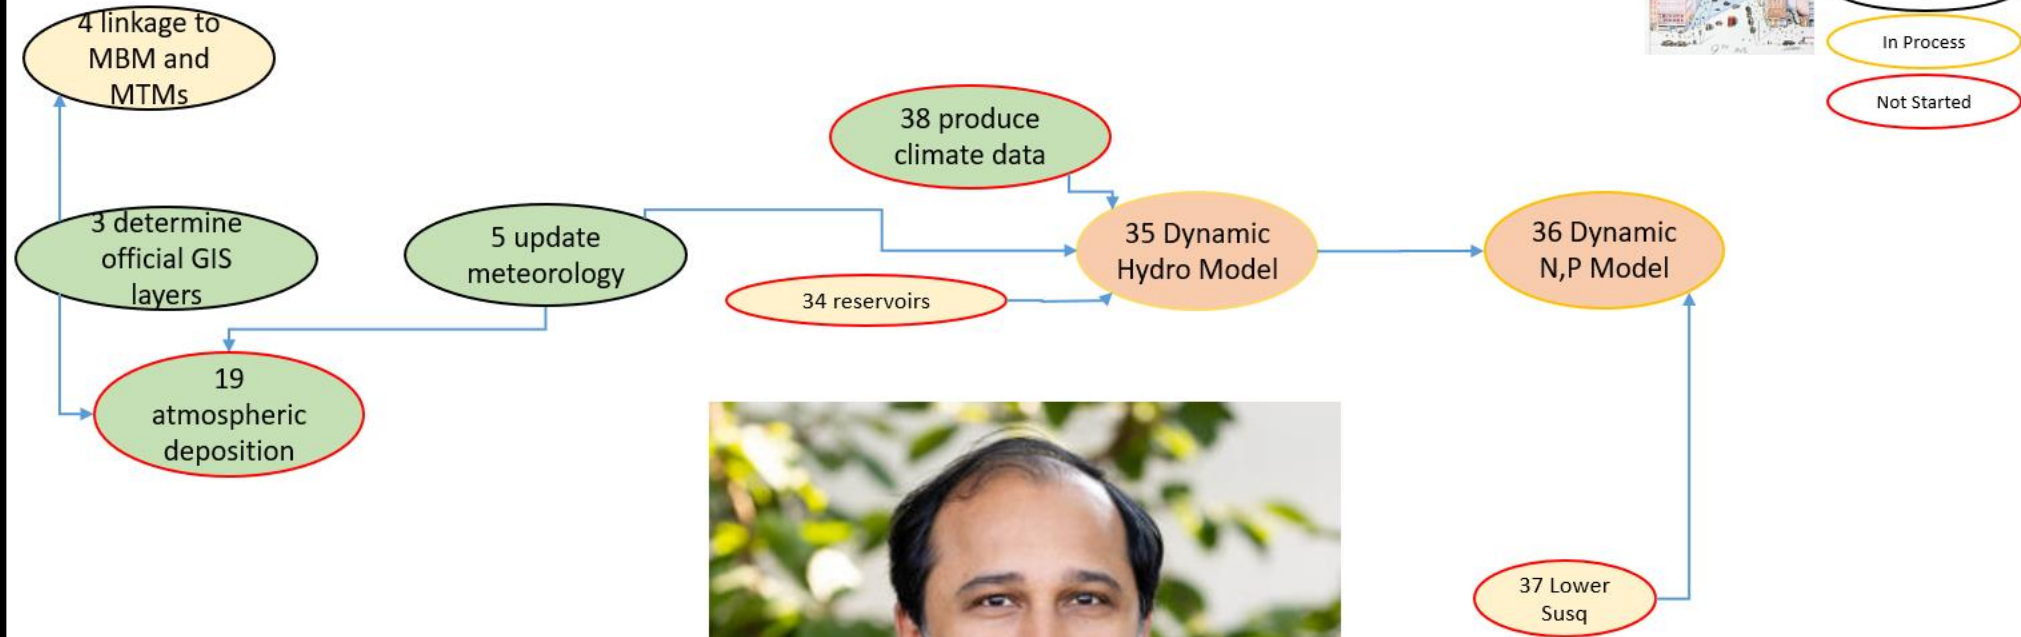 4 linkage to
MBM and
MTMs
In Process
Not Started
38 produce
climate data
3 determine
official GIS
layers
5 update
meteorology
35 Dynamic
Hydro Model
36 Dynamic
N,P Model
34 reservoirs
19
atmospheric
deposition
37 Lower
Susq